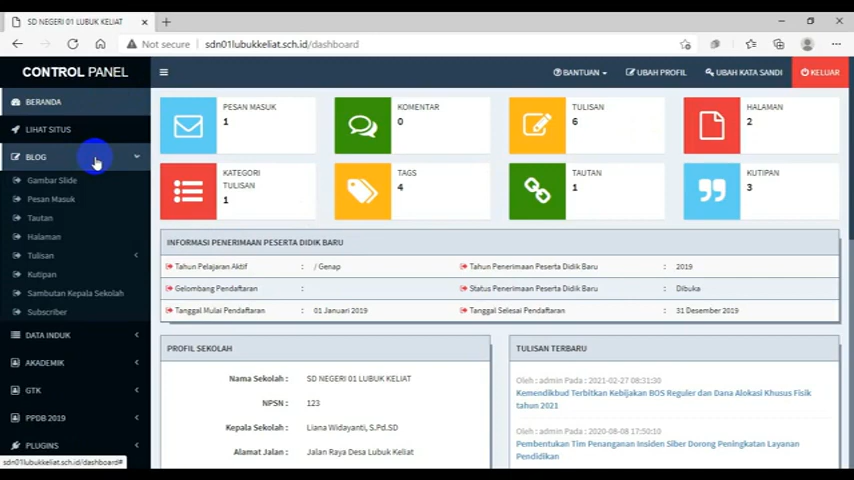 SD NEGERI 01 LUBUK KELIAT
Not secure
sdn01lubukkeliat.sch.id/dashboard
CONTROL PANEL
BANTUAN
UBAH PROFIL
UBAH KATA SANDI
KELUAR
BERANDA
LIHAT SITUS
BLOG
Gambar Slide
Pesan Masuk
Tautan
Halaman
Tulisan
Kutipan
Sambutan Kepala Sekolah
Subscriber
DATA INDUK
AKADEMIK
GTK
PPDB 2019
PLUGINS
sdn01lubukkeliat.sch.id/dashboard#
PESAN MASUK
1
KOMENTAR
0
TULISAN
6
HALAMAN
2
KATEGORI
TULISAN
1
TAGS
4
TAUTAN
1
KUTIPAN
3
INFORMASI PENERIMAAN PESERTA DIDIK BARU
Tahun Pelajaran Aktif : / Genap
Tahun Penerimaan Peserta Didik Baru : 2019
Gelombang Pendaftaran :
Status Penerimaan Peserta Didik Baru : Dibuka
Tanggal Mulai Pendaftaran : 01 Januari 2019
Tanggal Selesai Pendaftaran : 31 Desember 2019
PROFIL SEKOLAH
Nama Sekolah : SD NEGERI 01 LUBUK KELIAT
NPSN : 123
Kepala Sekolah : Liana Widayanti, S.Pd.SD
Alamat Jalan : Jalan Raya Desa Lubuk Keliat
TULISAN TERBARU
Oleh : admin Pada : 2021-02-27 08:31:30
Kemendikbud Terbitkan Kebijakan BOS Reguler dan Dana Alokasi Khusus Fisik
tahun 2021
Oleh : admin Pada : 2020-08-08 17:50:10
Pembentukan Tim Penanganan Insiden Siber Dorong Peningkatan Layanan
Pendidikan